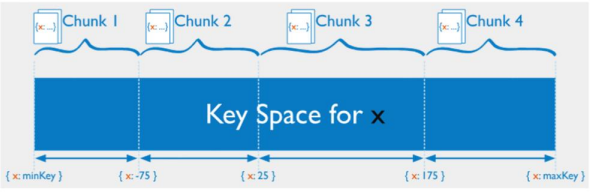 {x: ...} Chunk 1 {x: ...} Chunk 2 {x: ...} Chunk 3 {x: ...} Chunk 4
Key Space for x
{ x: minKey } { x: -75 } { x: 25 } { x: 175 } { x: maxKey }